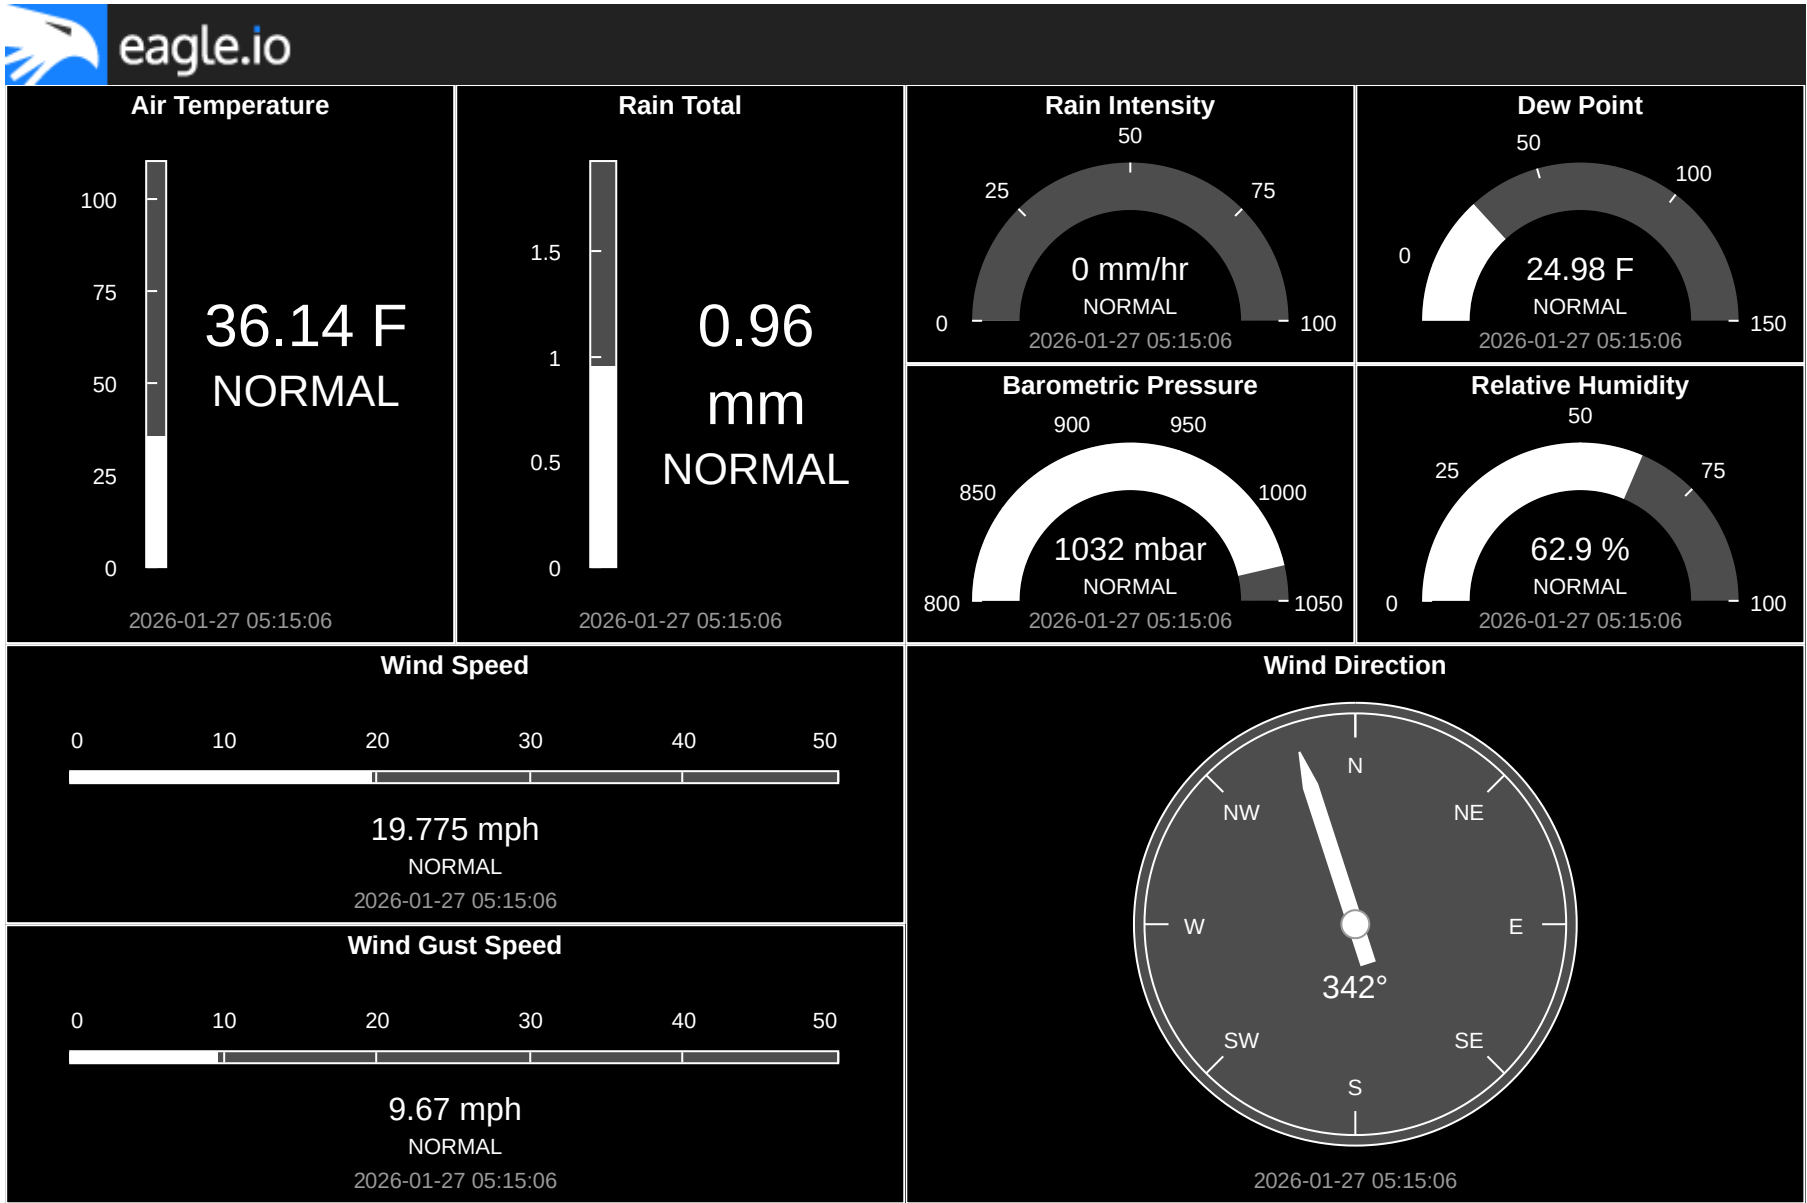 eagle.io
Air Temperature
100
75
50
25
0
36.14 F
NORMAL
2026-01-27 05:15:06
Rain Total
1.5
1
0.5
0
0.96
mm
NORMAL
2026-01-27 05:15:06
Rain Intensity
0
25
50
75
100
0 mm/hr
NORMAL
2026-01-27 05:15:06
Dew Point
0
50
100
150
24.98 F
NORMAL
2026-01-27 05:15:06
Barometric Pressure
800
850
900
950
1000
1050
1032 mbar
NORMAL
2026-01-27 05:15:06
Relative Humidity
0
25
50
75
100
62.9 %
NORMAL
2026-01-27 05:15:06
Wind Speed
0 10 20 30 40 50
19.775 mph
NORMAL
2026-01-27 05:15:06
Wind Gust Speed
0 10 20 30 40 50
9.67 mph
NORMAL
2026-01-27 05:15:06
Wind Direction
N
NW NE
W E
342°
SW SE
S
2026-01-27 05:15:06